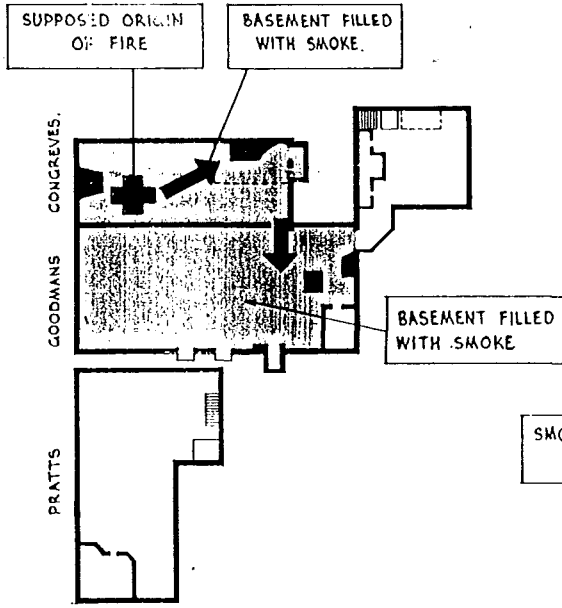 SUPPOSED ORIGIN
OF FIRE
BASEMENT FILLED
WITH SMOKE.
CONGREVES.
GOODMANS
BASEMENT FILLED
WITH SMOKE
PRATTS